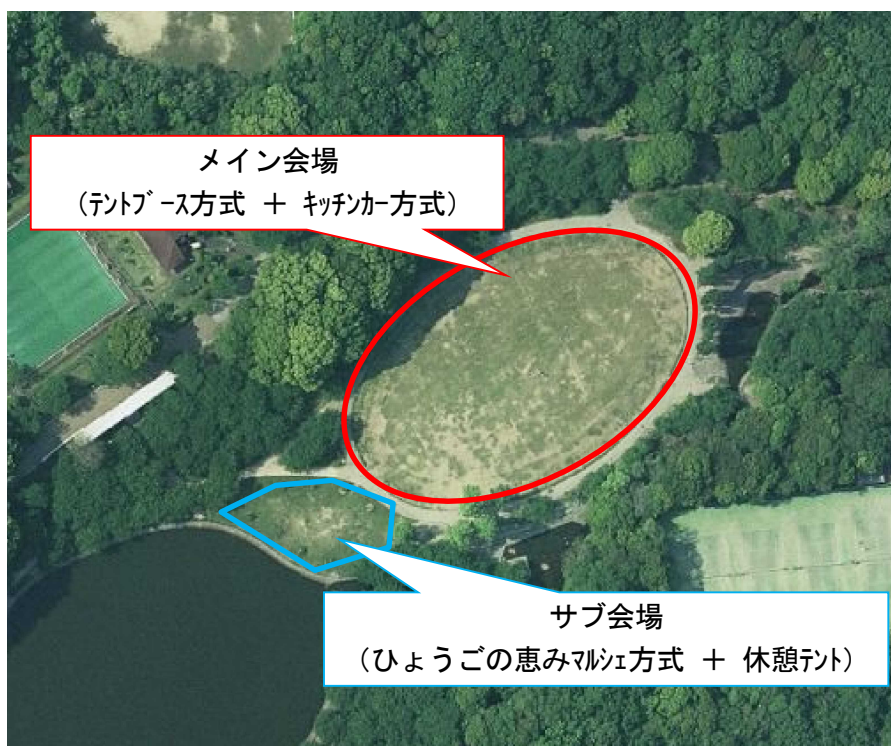 メイン会場
（ﾃﾝﾄﾌﾞｰｽ方式 ＋ ｷｯﾁﾝｶｰ方式）
サブ会場
（ひょうごの恵みﾏﾙｼｪ方式 ＋ 休憩ﾃﾝﾄ）